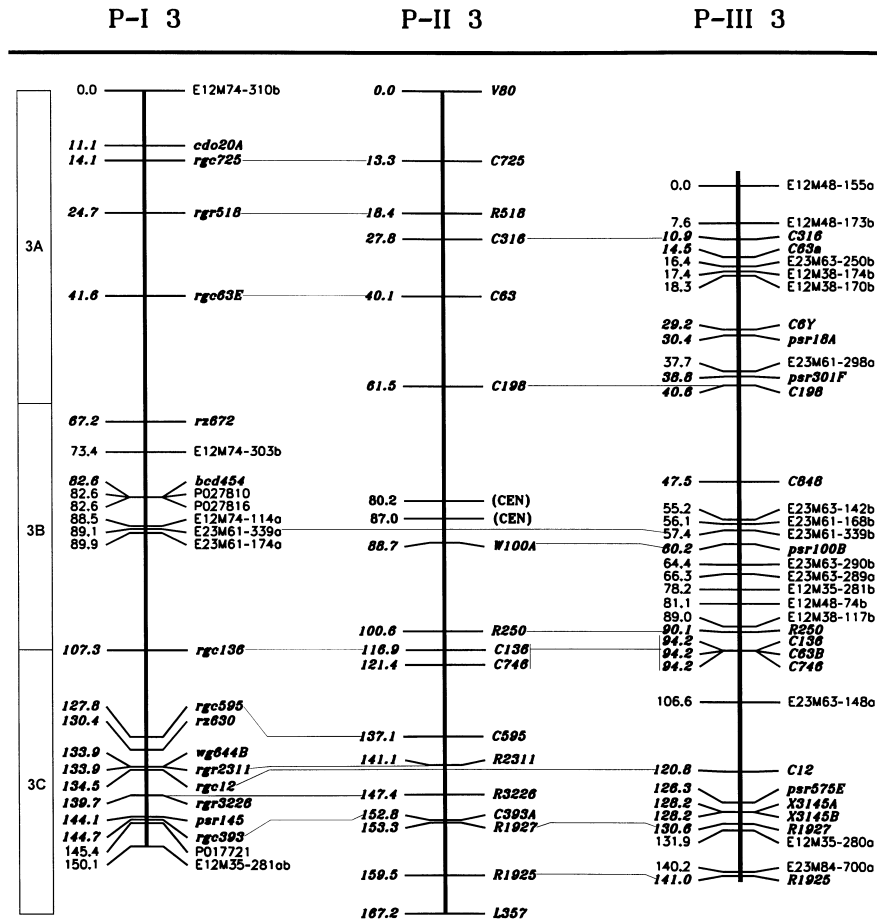 P-I 3
P-II 3
P-III 3
3A
3B
3C
0.0 E12M74-310b
11.1 cdo20A
14.1 rgc725
24.7 rgr518
41.6 rgc63E
67.2 rz672
73.4 E12M74-303b
82.6 bcd454
82.6 P027810
82.6 P027816
88.5 E12M74-114a
89.1 E23M61-339a
89.9 E23M61-174a
107.3 rgc136
127.8 rgc595
130.4 rz630
133.9 wg644B
133.9 rgr2311
134.5 rgc12
139.7 rgr3226
144.1 psr145
144.7 rgc393
145.4 P017721
150.1 E12M35-281ab
0.0 V80
13.3 C725
18.4 R518
27.8 C316
40.1 C63
61.5 C198
80.2 (CEN)
87.0 (CEN)
88.7 W100A
100.6 R250
116.9 C136
121.4 C746
137.1 C595
141.1 R2311
147.4 R3226
152.8 C393A
153.3 R1927
159.5 R1925
167.2 L357
0.0 E12M48-155a
7.6 E12M48-173b
10.9 C316
14.5 C63a
16.4 E23M63-250b
17.4 E12M38-174b
18.3 E12M38-170b
29.2 C6Y
30.4 psr18A
37.7 E23M61-298a
38.8 psr301F
40.6 C198
47.5 C648
55.2 E23M63-142b
56.1 E23M61-168b
57.4 E23M61-339b
60.2 psr100B
64.4 E23M63-290b
66.3 E23M63-289a
78.2 E12M35-281b
81.1 E12M48-74b
89.0 E12M38-117b
90.1 R250
94.2 C136
94.2 C63B
94.2 C746
106.6 E23M63-148a
120.8 C12
126.3 psr575E
128.2 X3145A
128.2 X3145B
130.6 R1927
131.9 E12M35-280a
140.2 E23M84-700a
141.0 R1925